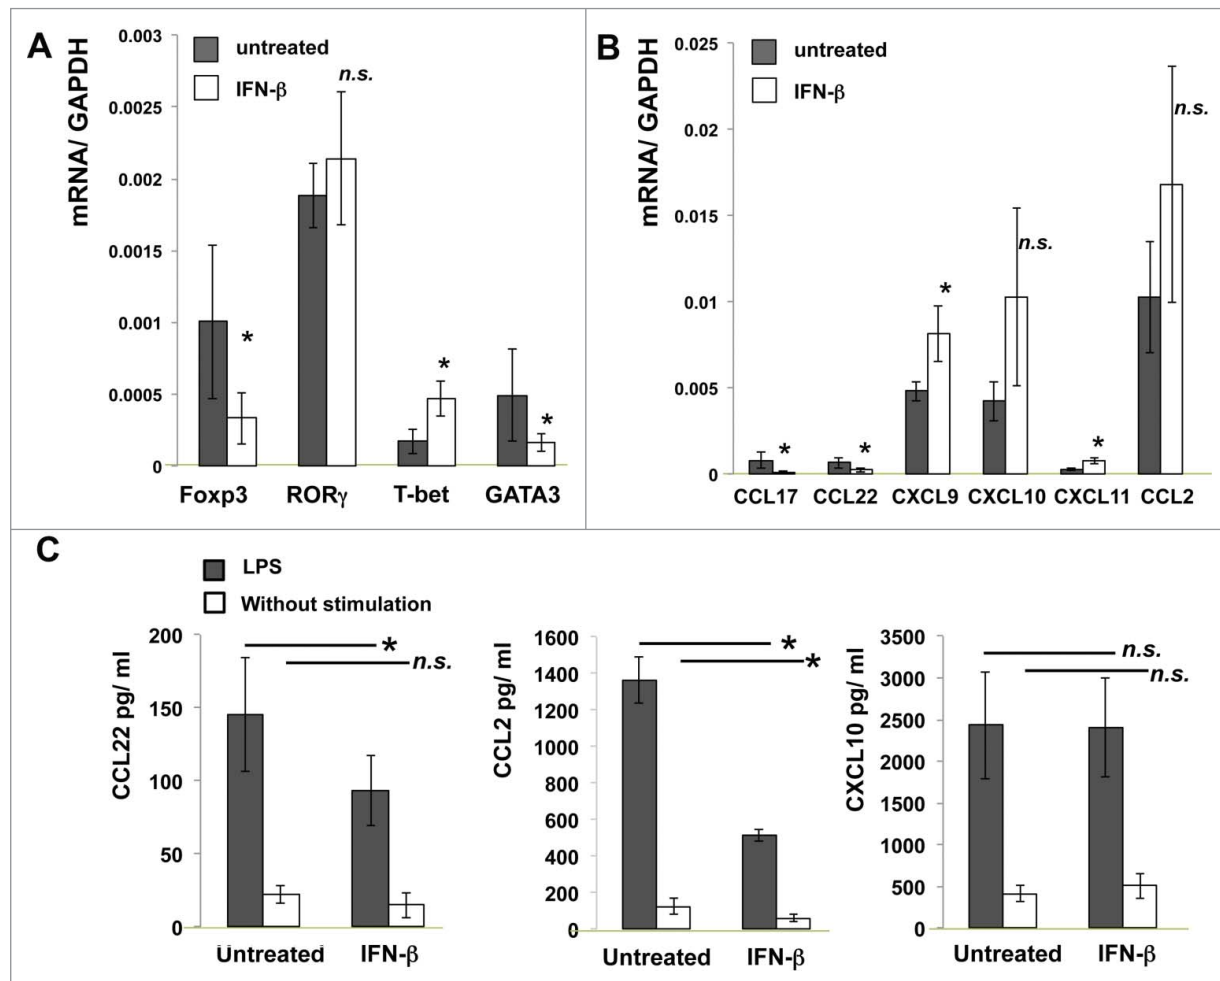 A
mRNA/ GAPDH
untreated
IFN-β
0.003
0.0025
0.002
0.0015
0.001
0.0005
0
n.s.
*
*
*
Foxp3 RORγ T-bet GATA3
B
mRNA/ GAPDH
untreated
IFN-β
0.025
0.02
0.015
0.01
0.005
0
n.s.
n.s.
*
*
*
*
CCL17 CCL22 CXCL9 CXCL10 CXCL11 CCL2
C
LPS
Without stimulation
CCL22 pg/ ml
200
150
100
50
0
*
n.s.
Untreated IFN-β
CCL2 pg/ ml
1600
1400
1200
1000
800
600
400
200
0
*
*
Untreated IFN-β
CXCL10 pg/ ml
3500
3000
2500
2000
1500
1000
500
0
n.s.
n.s.
Untreated IFN-β